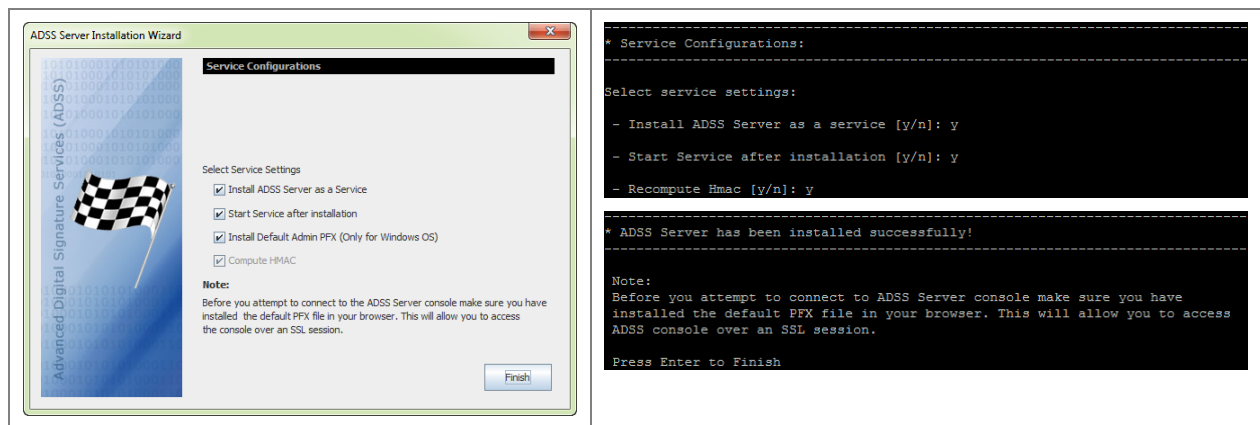 ADSS Server Installation Wizard
Advanced Digital Signature Services (ADSS)
Service Configurations
Select Service Settings
Install ADSS Server as a Service
Start Service after installation
Install Default Admin PFX (Only for Windows OS)
Compute HMAC
Note:
Before you attempt to connect to the ADSS Server console make sure you have
installed the default PFX file in your browser. This will allow you to access
the console over an SSL session.
Finish
* Service Configurations:
Select service settings:
- Install ADSS Server as a service [y/n]: y
- Start Service after installation [y/n]: y
- Recompute Hmac [y/n]: y
* ADSS Server has been installed successfully!
Note:
Before you attempt to connect to ADSS Server console make sure you have
installed the default PFX file in your browser. This will allow you to access
ADSS console over an SSL session.
Press Enter to Finish